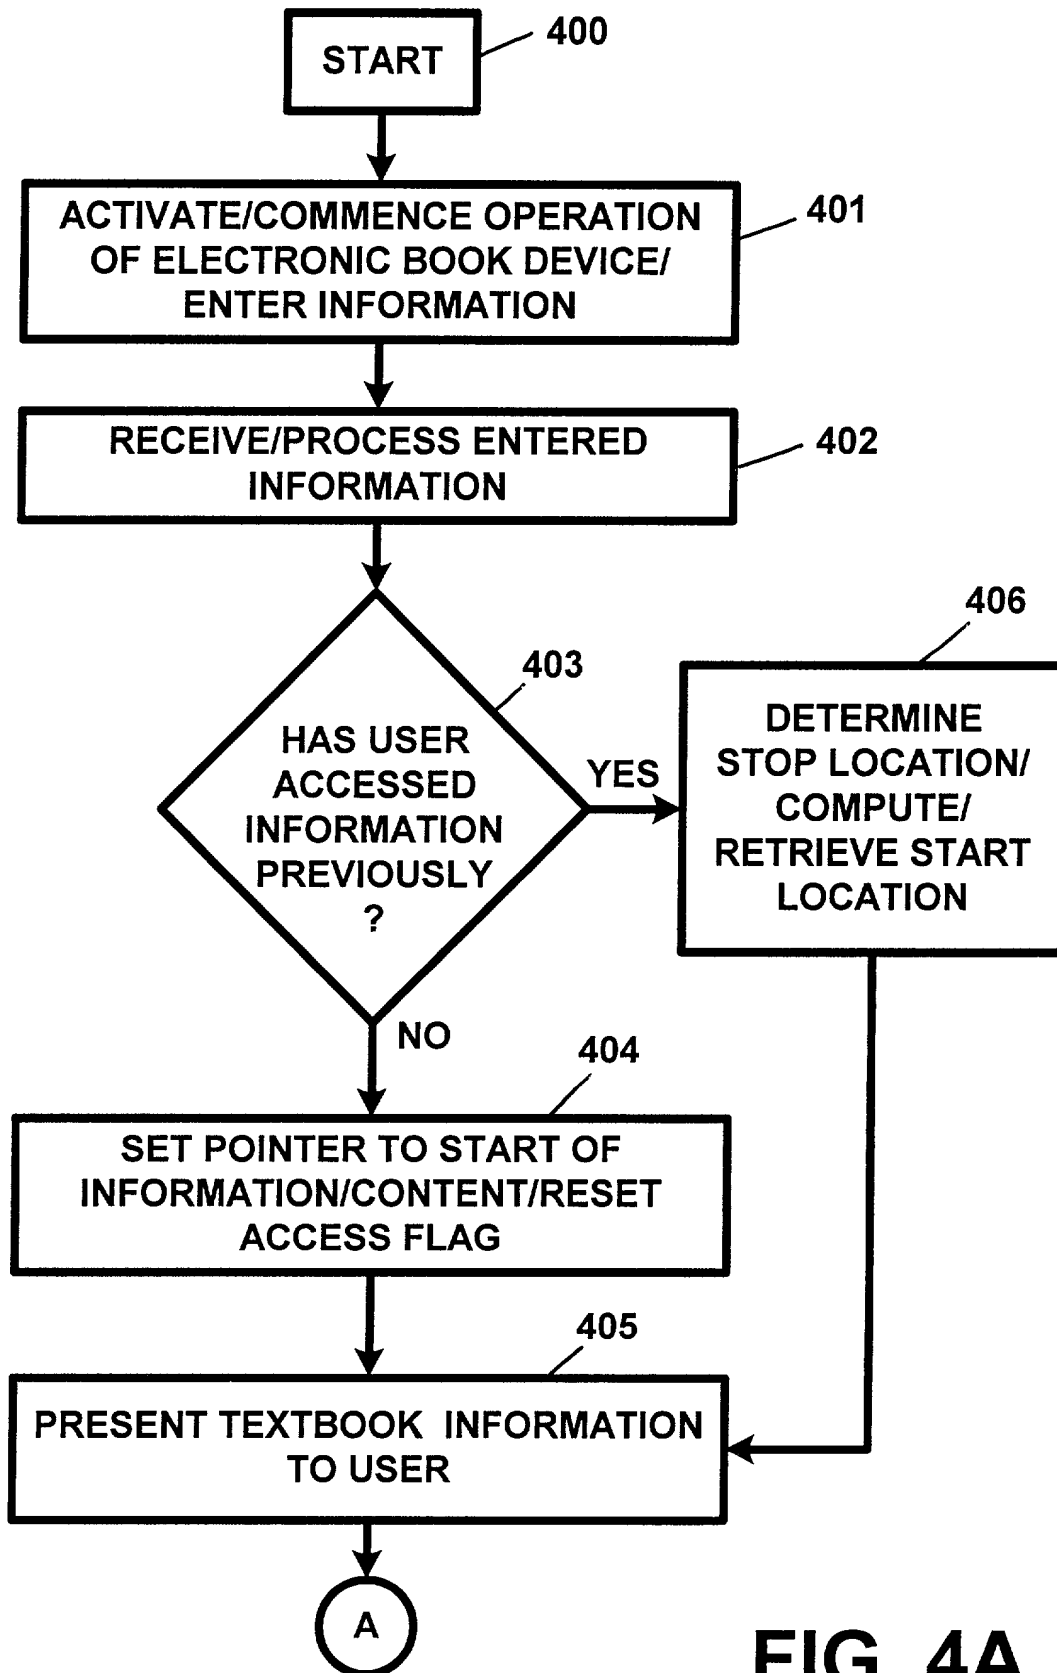 START
400
ACTIVATE/COMMENCE OPERATION
OF ELECTRONIC BOOK DEVICE/
ENTER INFORMATION
401
RECEIVE/PROCESS ENTERED
INFORMATION
402
HAS USER
ACCESSED
INFORMATION
PREVIOUSLY
?
403
YES
406
DETERMINE
STOP LOCATION/
COMPUTE/
RETRIEVE START
LOCATION
NO
404
SET POINTER TO START OF
INFORMATION/CONTENT/RESET
ACCESS FLAG
405
PRESENT TEXTBOOK INFORMATION
TO USER
A
FIG. 4A